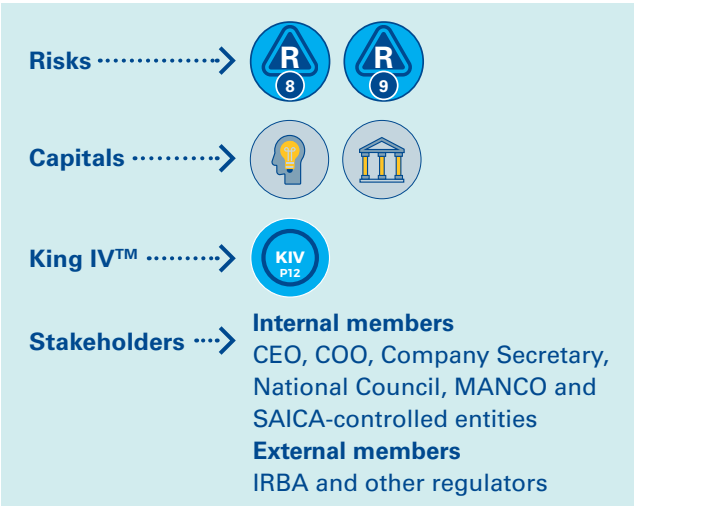 Risks
R
8
R
9
Capitals
King IV™
KIV
P12
Stakeholders
Internal members
CEO, COO, Company Secretary,
National Council, MANCO and
SAICA-controlled entities
External members
IRBA and other regulators